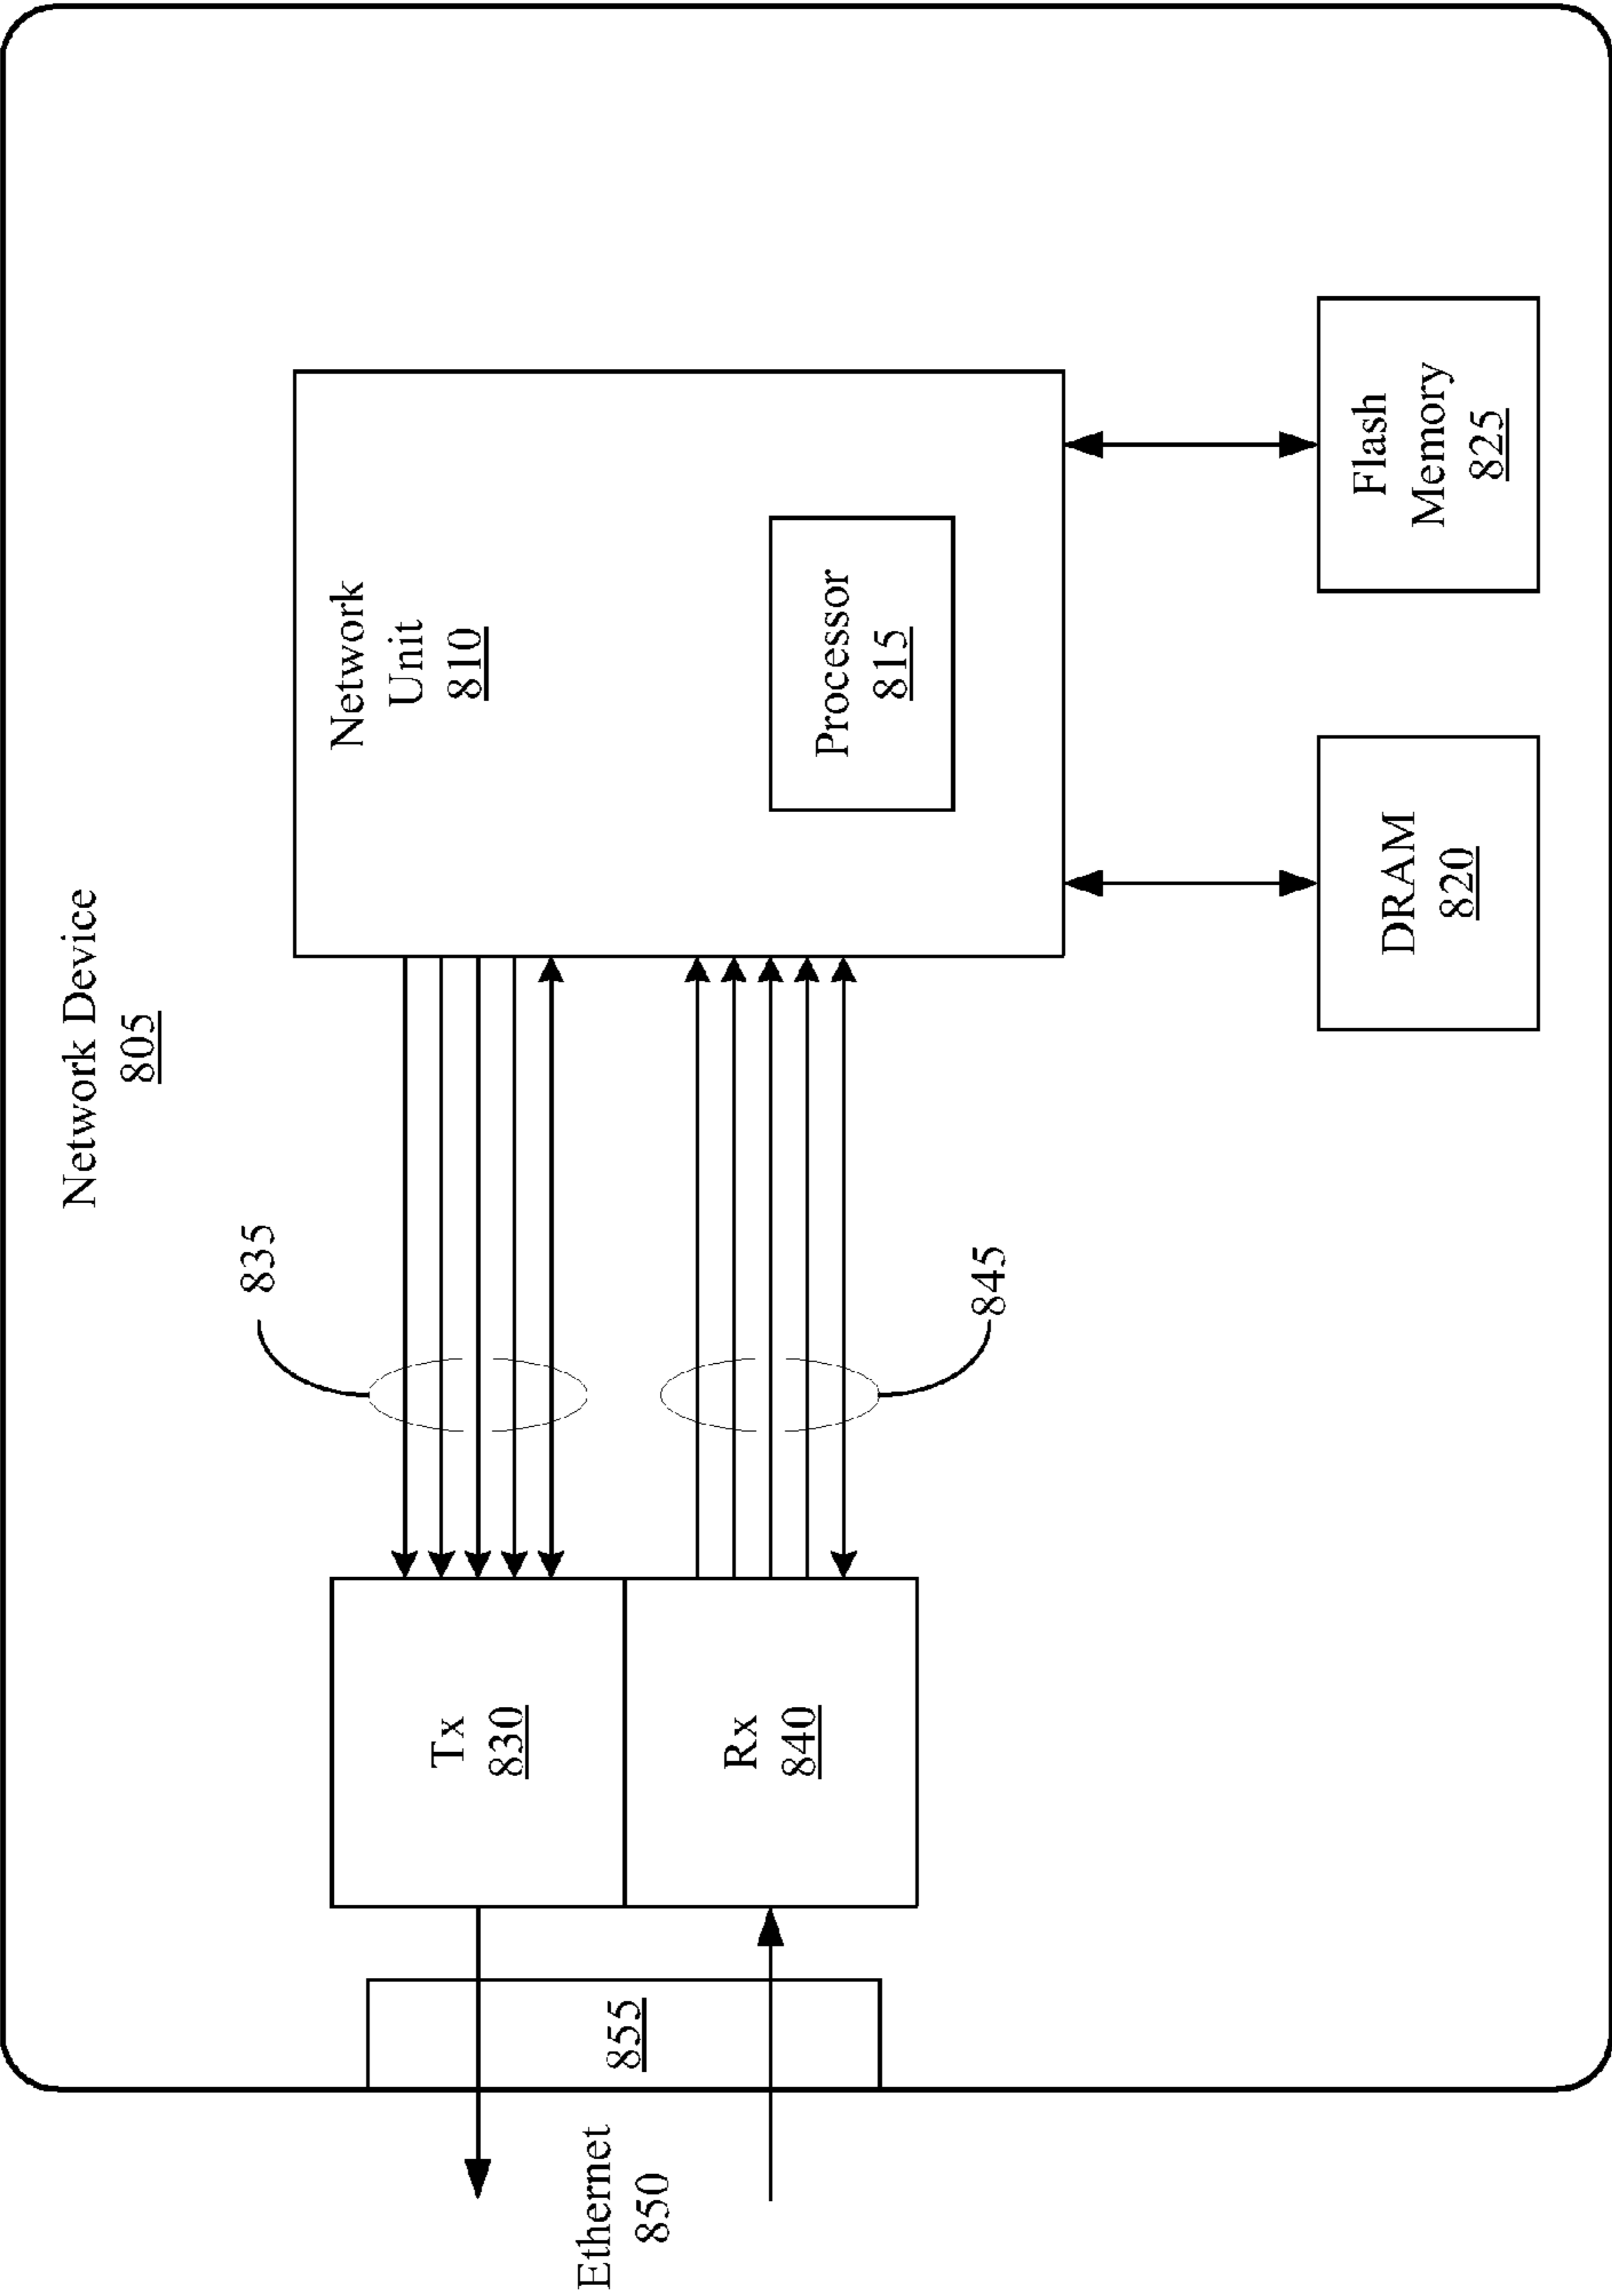 Network Device
805
Network
Unit
810
Processor
815
835
845
Tx
830
Rx
840
855
Ethernet
850
DRAM
820
Flash
Memory
825